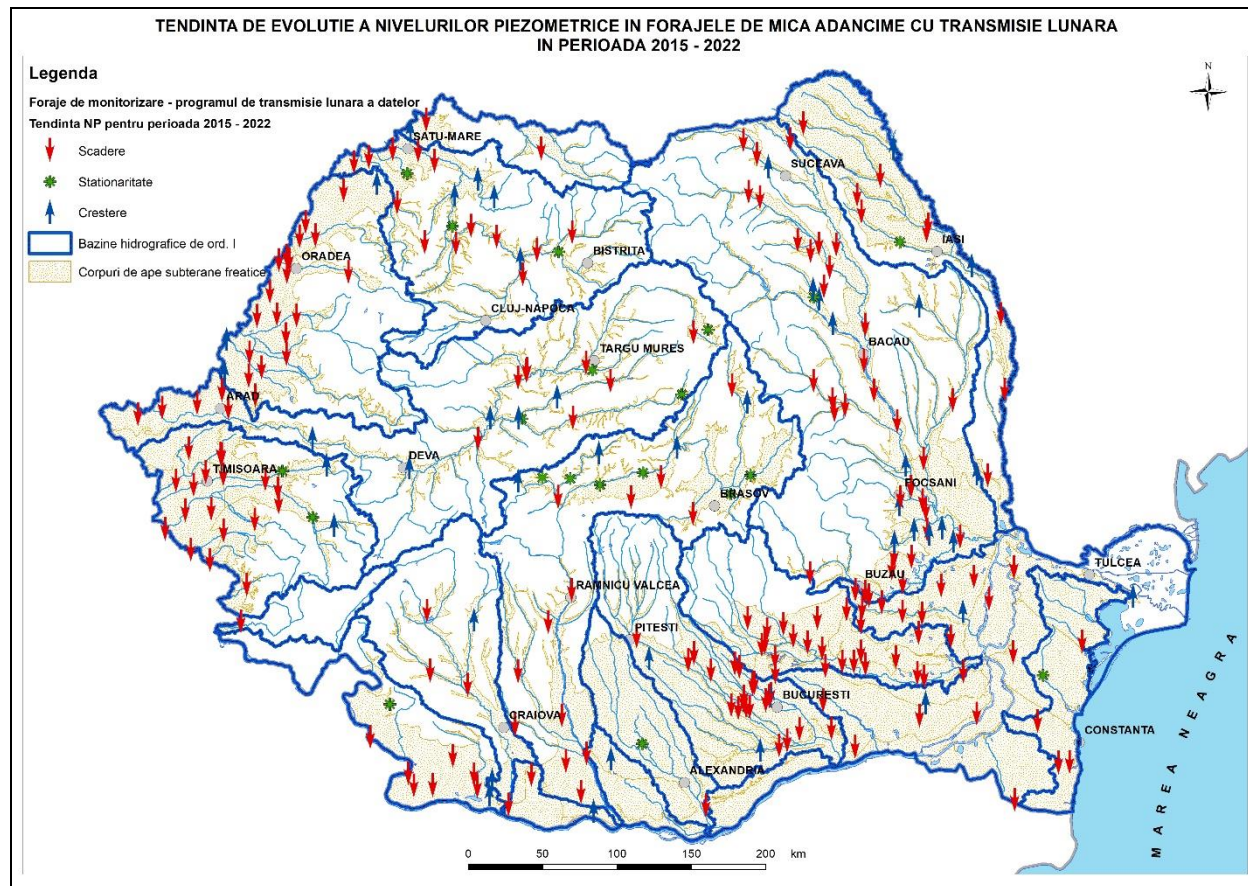 TENDINTA DE EVOLUTIE A NIVELURILOR PIEZOMETRICE IN FORAJELE DE MICA ADANCIME CU TRANSMISIE LUNARA
IN PERIOADA 2015 - 2022
Legenda
Foraje de monitorizare - programul de transmisie lunara a datelor
Tendinta NP pentru perioada 2015 - 2022
Scadere
Stationaritate
Crestere
Bazine hidrografice de ord. I
Corpuri de ape subterane freatice
N
SATU-MARE
SUCEAVA
IASI
ORADEA
BISTRITA
CLUJ-NAPOCA
TARGU MURES
BACAU
ARAD
DEVA
TIMISOARA
FOCSANI
BRASOV
TULCEA
BUZAU
RAMNICU VALCEA
PITESTI
BUCURESTI
CRAIOVA
CONSTANTA
ALEXANDRIA
MAREA NEAGRA
0 50 100 150 200 km